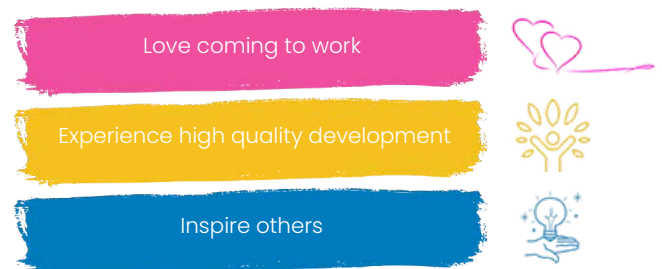 Love coming to work
Experience high quality development
Inspire others